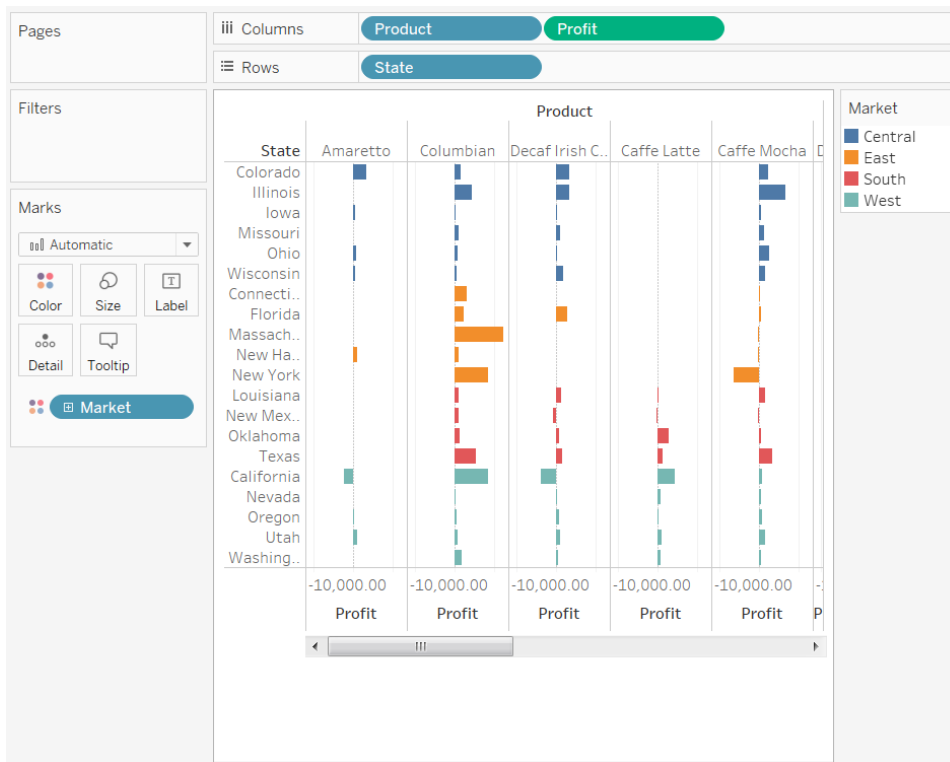 Pages
Columns
Product
Profit
Rows
State
Filters
Marks
Automatic
Color
Size
Label
Detail
Tooltip
Market
Product
State
Amaretto
Columbian
Decaf Irish C..
Caffe Latte
Caffe Mocha
Colorado
Illinois
Iowa
Missouri
Ohio
Wisconsin
Connecti..
Florida
Massach..
New Ha..
New York
Louisiana
New Mex..
Oklahoma
Texas
California
Nevada
Oregon
Utah
Washing..
-10,000.00 -10,000.00 -10,000.00 -10,000.00 -10,000.00
Profit Profit Profit Profit Profit P
Market
Central
East
South
West